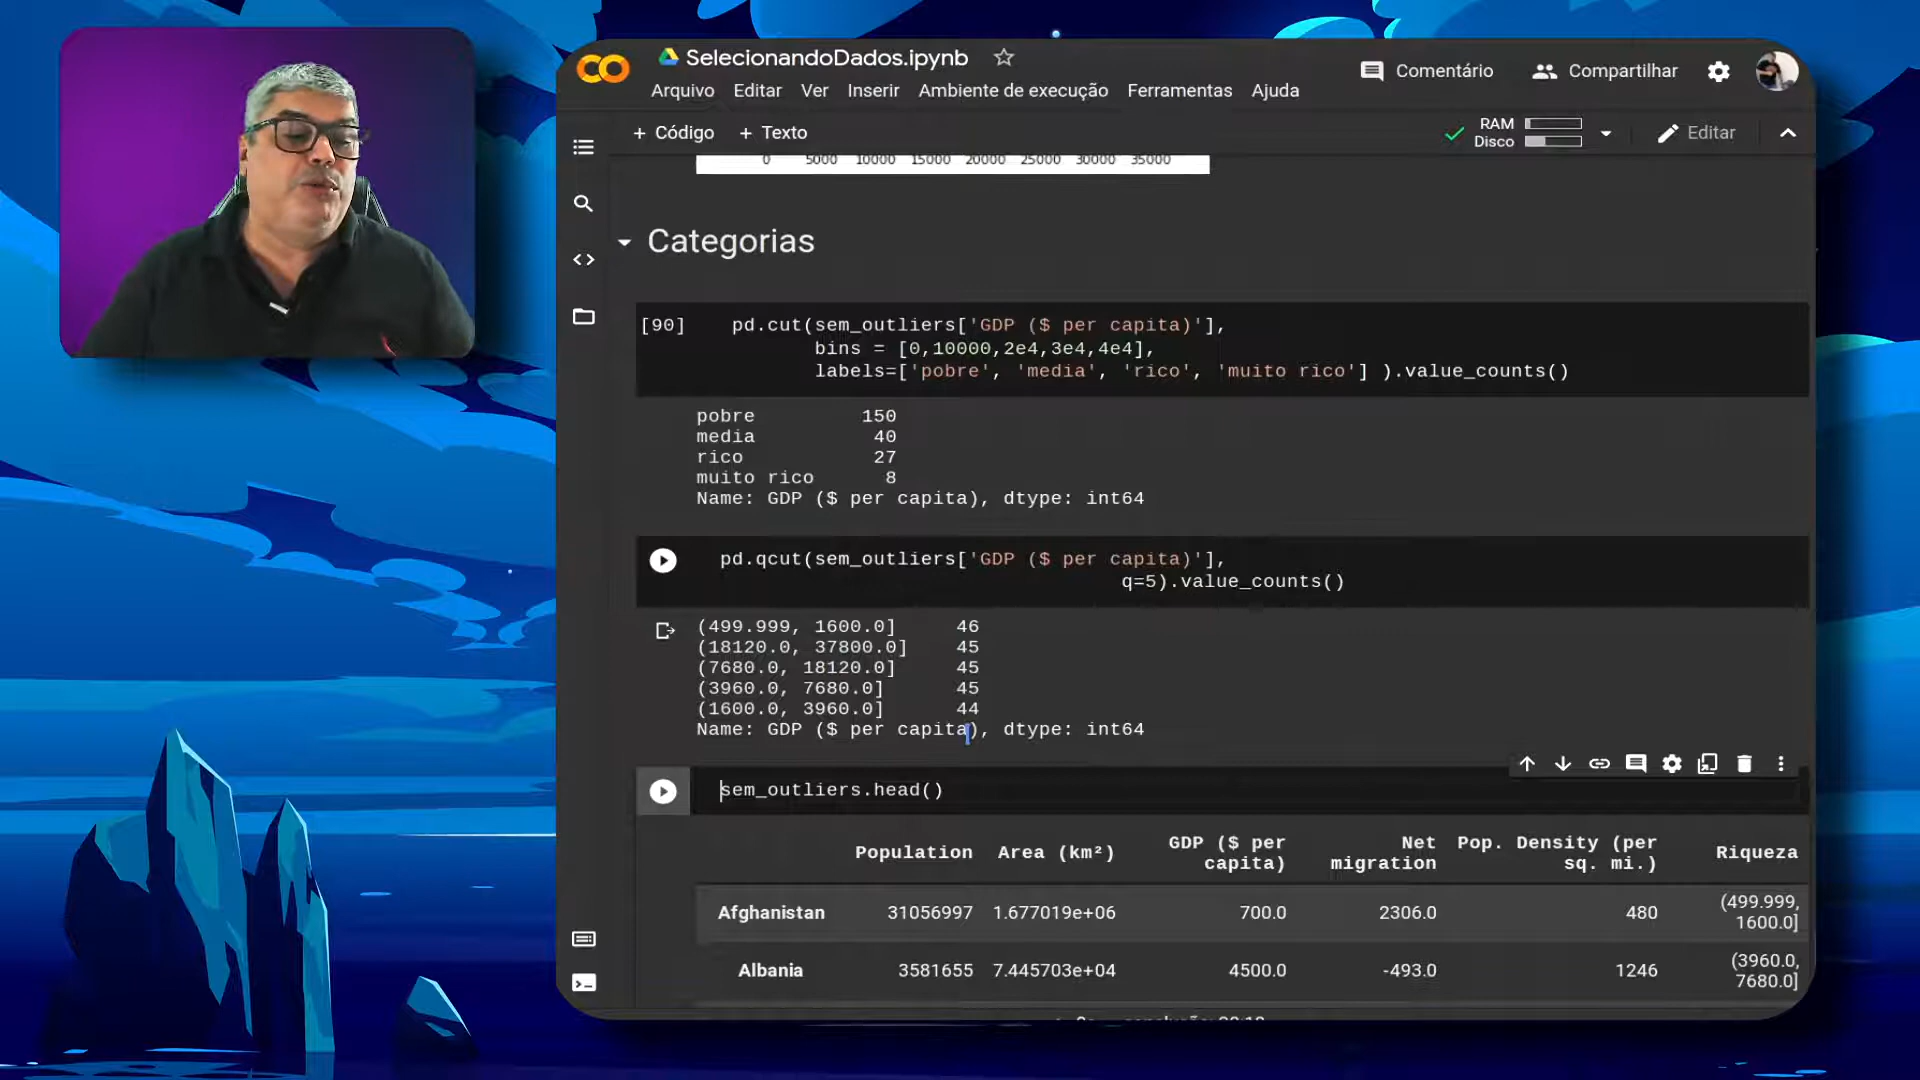 SelecionandoDados.ipynb
Arquivo Editar Ver Inserir Ambiente de execução Ferramentas Ajuda
Comentário Compartilhar
+ Código + Texto
RAM
Disco
Editar
0 5000 10000 15000 20000 25000 30000 35000
Categorias
[90] pd.cut(sem_outliers['GDP ($ per capita)'],
bins = [0,10000,2e4,3e4,4e4],
labels=['pobre', 'media', 'rico', 'muito rico'] ).value_counts()
pobre 150
media 40
rico 27
muito rico 8
Name: GDP ($ per capita), dtype: int64
pd.qcut(sem_outliers['GDP ($ per capita)'],
q=5).value_counts()
(499.999, 1600.0] 46
(18120.0, 37800.0] 45
(7680.0, 18120.0] 45
(3960.0, 7680.0] 45
(1600.0, 3960.0] 44
Name: GDP ($ per capita), dtype: int64
sem_outliers.head()
Population Area (km²) GDP ($ per capita) Net migration Pop. Density (per sq. mi.) Riqueza
Afghanistan 31056997 1.677019e+06 700.0 2306.0 480 (499.999, 1600.0]
Albania 3581655 7.445703e+04 4500.0 -493.0 1246 (3960.0, 7680.0]